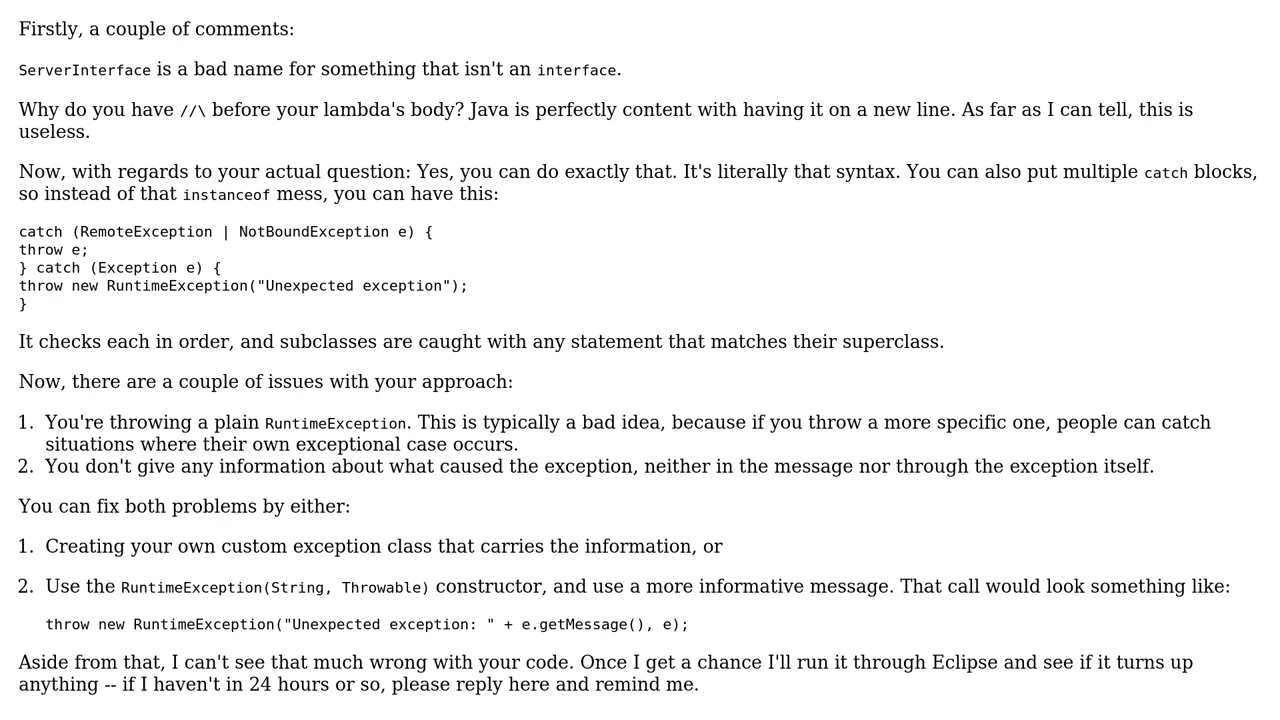 Firstly, a couple of comments:
ServerInterface is a bad name for something that isn't an interface.
Why do you have //\ before your lambda's body? Java is perfectly content with having it on a new line. As far as I can tell, this is
useless.
Now, with regards to your actual question: Yes, you can do exactly that. It's literally that syntax. You can also put multiple catch blocks,
so instead of that instanceof mess, you can have this:
catch (RemoteException | NotBoundException e) {
throw e;
} catch (Exception e) {
throw new RuntimeException("Unexpected exception");
}
It checks each in order, and subclasses are caught with any statement that matches their superclass.
Now, there are a couple of issues with your approach:
1. You're throwing a plain RuntimeException. This is typically a bad idea, because if you throw a more specific one, people can catch
situations where their own exceptional case occurs.
2. You don't give any information about what caused the exception, neither in the message nor through the exception itself.
You can fix both problems by either:
1. Creating your own custom exception class that carries the information, or
2. Use the RuntimeException(String, Throwable) constructor, and use a more informative message. That call would look something like:
throw new RuntimeException("Unexpected exception: " + e.getMessage(), e);
Aside from that, I can't see that much wrong with your code. Once I get a chance I'll run it through Eclipse and see if it turns up
anything -- if I haven't in 24 hours or so, please reply here and remind me.